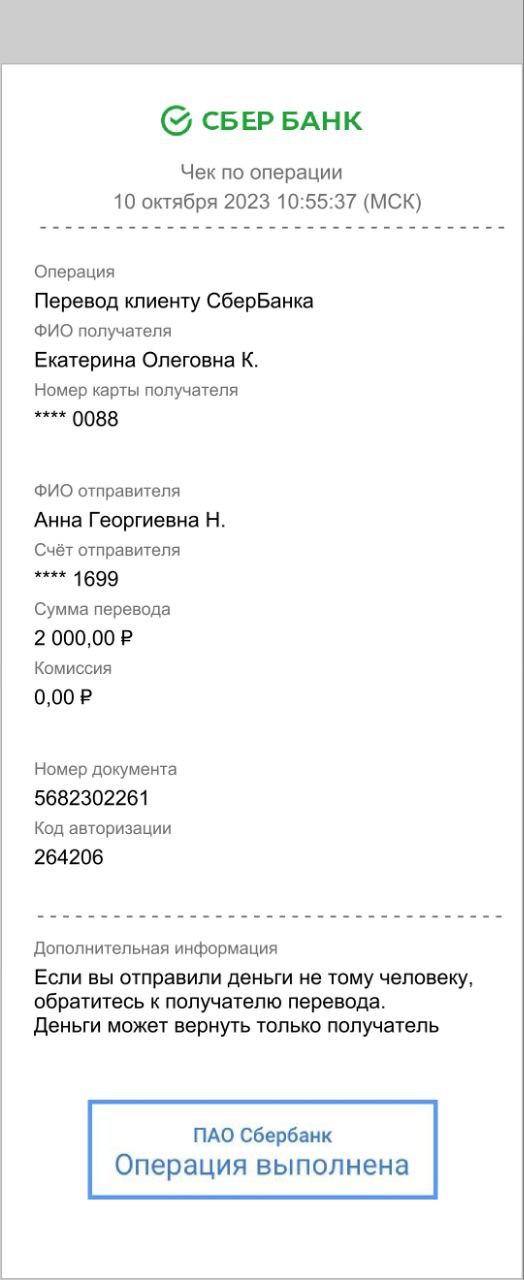 СБЕР БАНК
Чек по операции
10 октября 2023 10:55:37 (МСК)
Операция
Перевод клиенту СберБанка
ФИО получателя
Екатерина Олеговна К.
Номер карты получателя
**** 0088
ФИО отправителя
Анна Георгиевна Н.
Счёт отправителя
**** 1699
Сумма перевода
2 000,00 ₽
Комиссия
0,00 ₽
Номер документа
5682302261
Код авторизации
264206
Дополнительная информация
Если вы отправили деньги не тому человеку,
обратитесь к получателю перевода.
Деньги может вернуть только получатель
ПАО Сбербанк
Операция выполнена